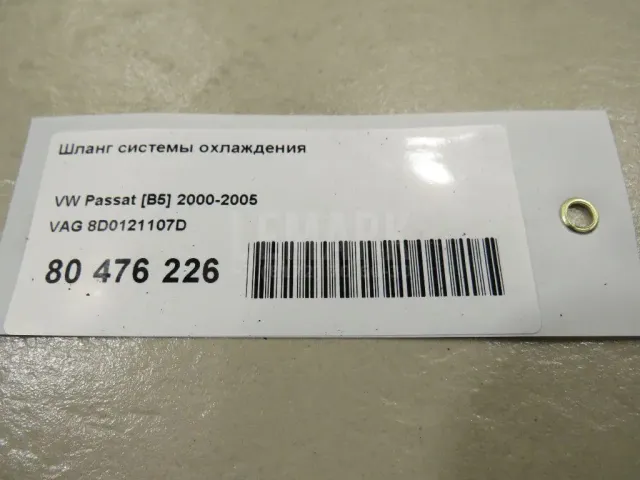 Шланг системы охлаждения
VW Passat [B5] 2000-2005
VAG 8D0121107D
80 476 226